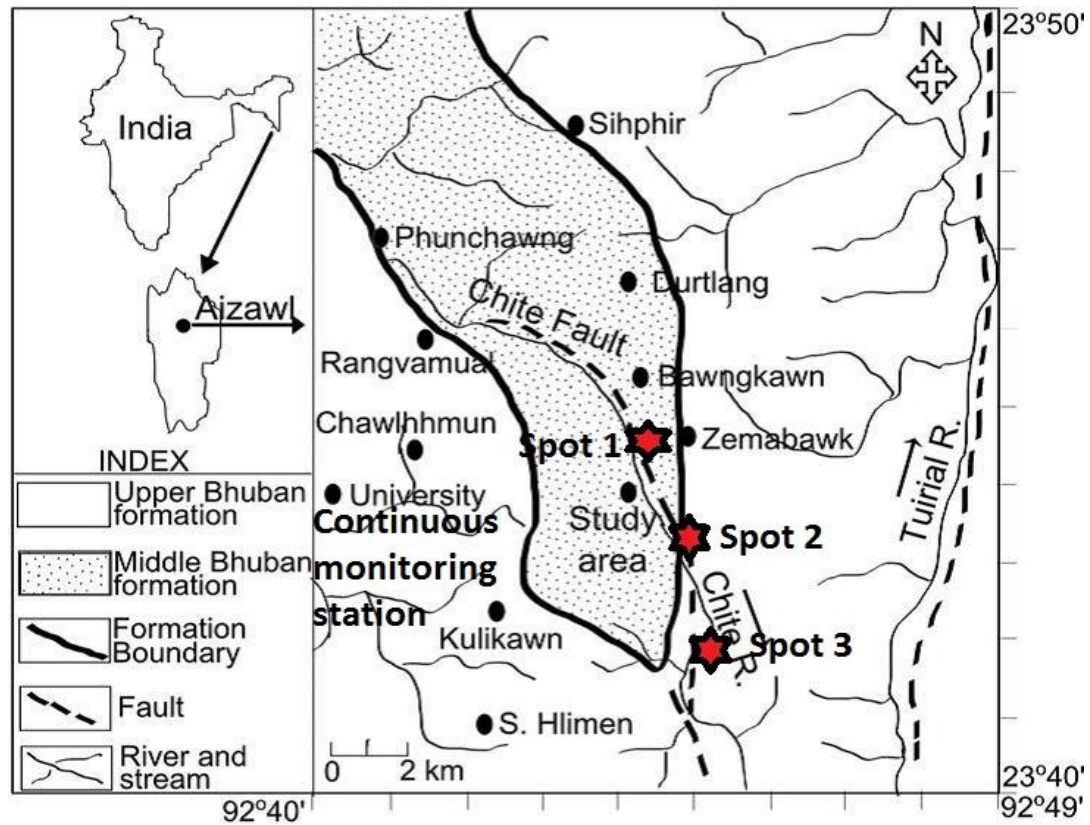 India
Aizawl
INDEX
Upper Bhuban
formation
Middle Bhuban
formation
Formation
Boundary
Fault
River and
stream
23°50'
N
Sihphir
Phunchawng
Durtlang
Chite Fault
Rangvamual
Bawngkawn
Chawlhhmun
Spot 1
Zemabawk
University
Continuous
monitoring
station
Study
area
Spot 2
Tuirial R.
Chite R.
Kulikawn
Spot 3
S. Hlimen
0 2 km
23°40'
92°40'
92°49'